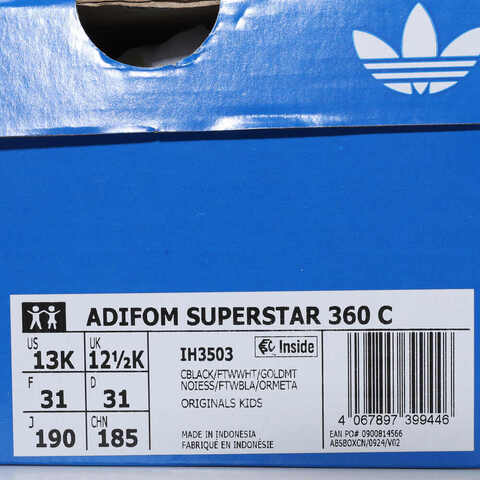 ADIFOM SUPERSTAR 360 C
US UK
13K 12½K
F D
31 31
J CHN
190 185
IH3503 Inside
CBLACK/FTWWHT/GOLDMT
NOIESS/FTWBLA/ORMETA
ORIGINALS KIDS
MADE IN INDONESIA
FABRIQUE EN INDONÉSIE
4 067897 399446
EAN PO# 0900814566
ABSBOXCN/0924/V02